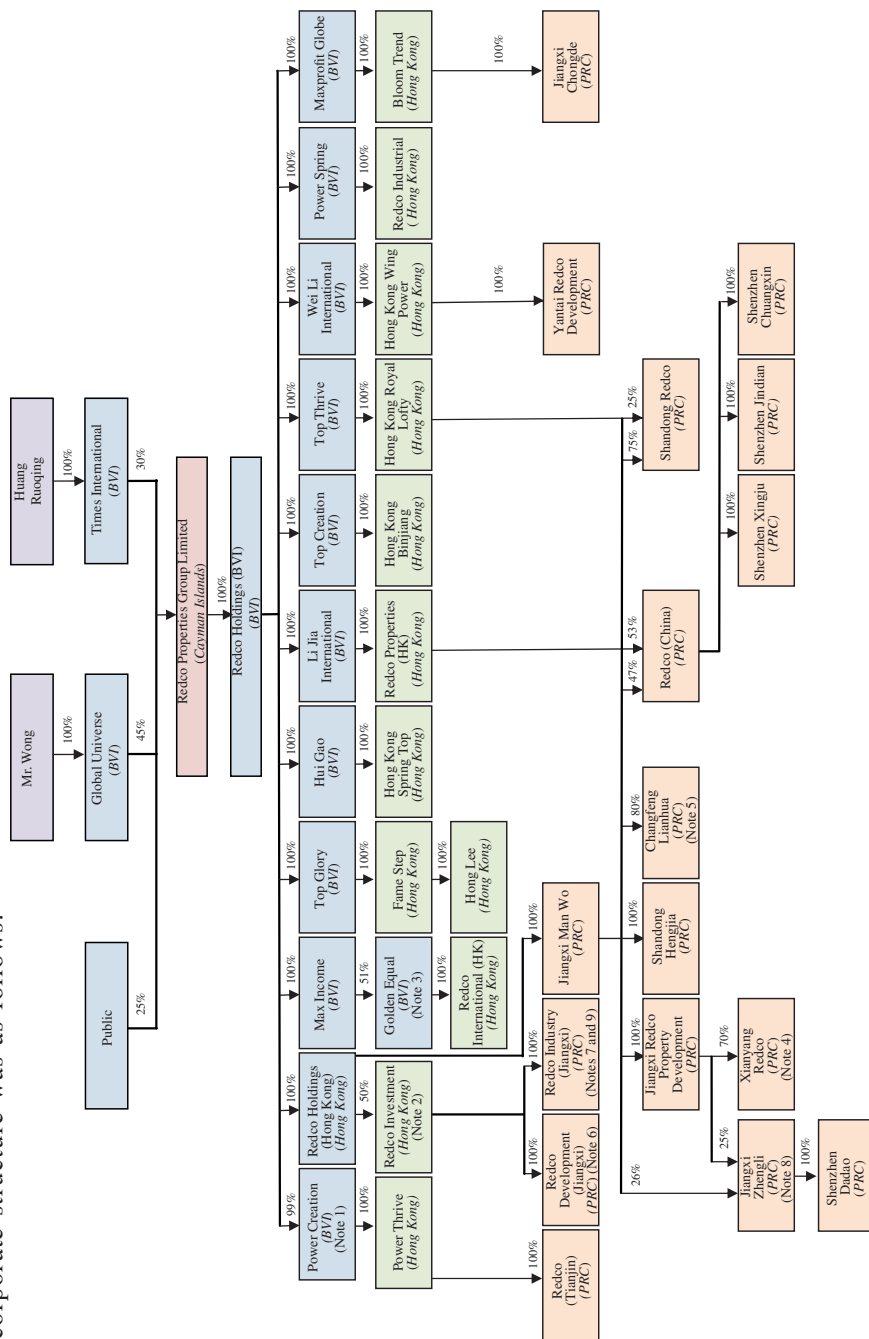 corporate structure was as follows:
Public
25%
Mr. Wong
100%
Global Universe
(BVI)
45%
Huang
Ruoqing
100%
Times International
(BVI)
30%
Redco Properties Group Limited
(Cayman Islands)
100%
Redco Holdings (BVI)
(BVI)
99%
100%
100%
100%
100%
100%
100%
100%
100%
100%
100%
Power Creation
(BVI)
(Note 1)
Redco Holdings
(Hong Kong)
(Hong Kong)
Max Income
(BVI)
Top Glory
(BVI)
Hui Gao
(BVI)
Li Jia
International
(BVI)
Top Creation
(BVI)
Top Thrive
(BVI)
Wei Li
International
(BVI)
Power Spring
(BVI)
Maxprofit Globe
(BVI)
100%
50%
51%
100%
100%
100%
100%
100%
100%
100%
100%
Power Thrive
(Hong Kong)
Redco Investment
(Hong Kong)
(Note 2)
Golden Equal
(BVI)
(Note 3)
Fame Step
(Hong Kong)
Hong Kong
Spring Top
(Hong Kong)
Redco Properties
(HK)
(Hong Kong)
Hong Kong
Binjiang
(Hong Kong)
Hong Kong Royal
Lofty
(Hong Kong)
Hong Kong Wing
Power
(Hong Kong)
Redco Industrial
( Hong Kong)
Bloom Trend
(Hong Kong)
100%
100%
Redco
International (HK)
(Hong Kong)
Hong Lee
(Hong Kong)
100%
100%
100%
100%
100%
100%
Redco
(Tianjin)
(PRC)
Redco
Development
(Jiangxi)
(PRC) (Note 6)
Redco Industry
(Jiangxi)
(PRC)
(Notes 7 and 9)
Jiangxi Man Wo
(PRC)
Yantai Redco
Development
(PRC)
Jiangxi
Chongde
(PRC)
26%
100%
100%
80%
47%
53%
75%
25%
Jiangxi Redco
Property
Development
(PRC)
Shandong
Hengjia
(PRC)
Changfeng
Lianhua
(PRC)
(Note 5)
Redco (China)
(PRC)
Shandong Redco
(PRC)
25%
70%
100%
100%
100%
Jiangxi
Zhengli
(PRC)
(Note 8)
Xianyang
Redco
(PRC)
(Note 4)
Shenzhen Xingju
(PRC)
Shenzhen Jindian
(PRC)
Shenzhen
Chuangxin
(PRC)
100%
Shenzhen
Dadao
(PRC)